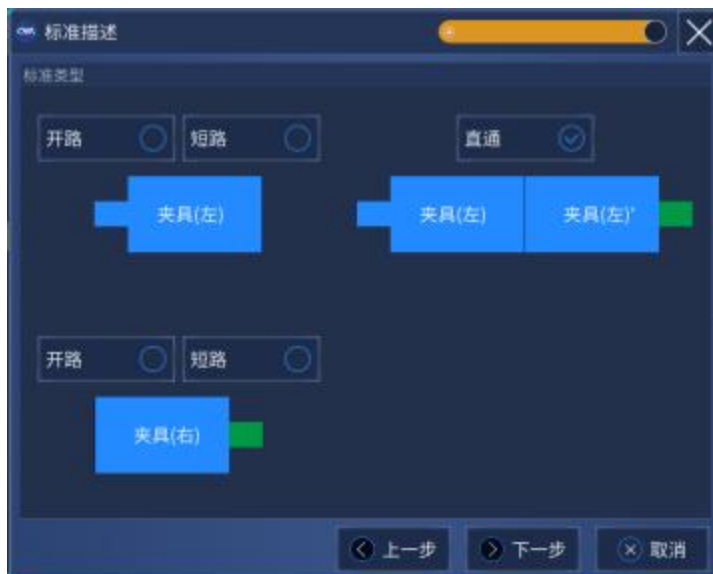 标准描述
标准类型
开路 短路 直通
夹具(左) 夹具(左) 夹具(左)'
开路 短路
夹具(右)
上一步 下一步 取消